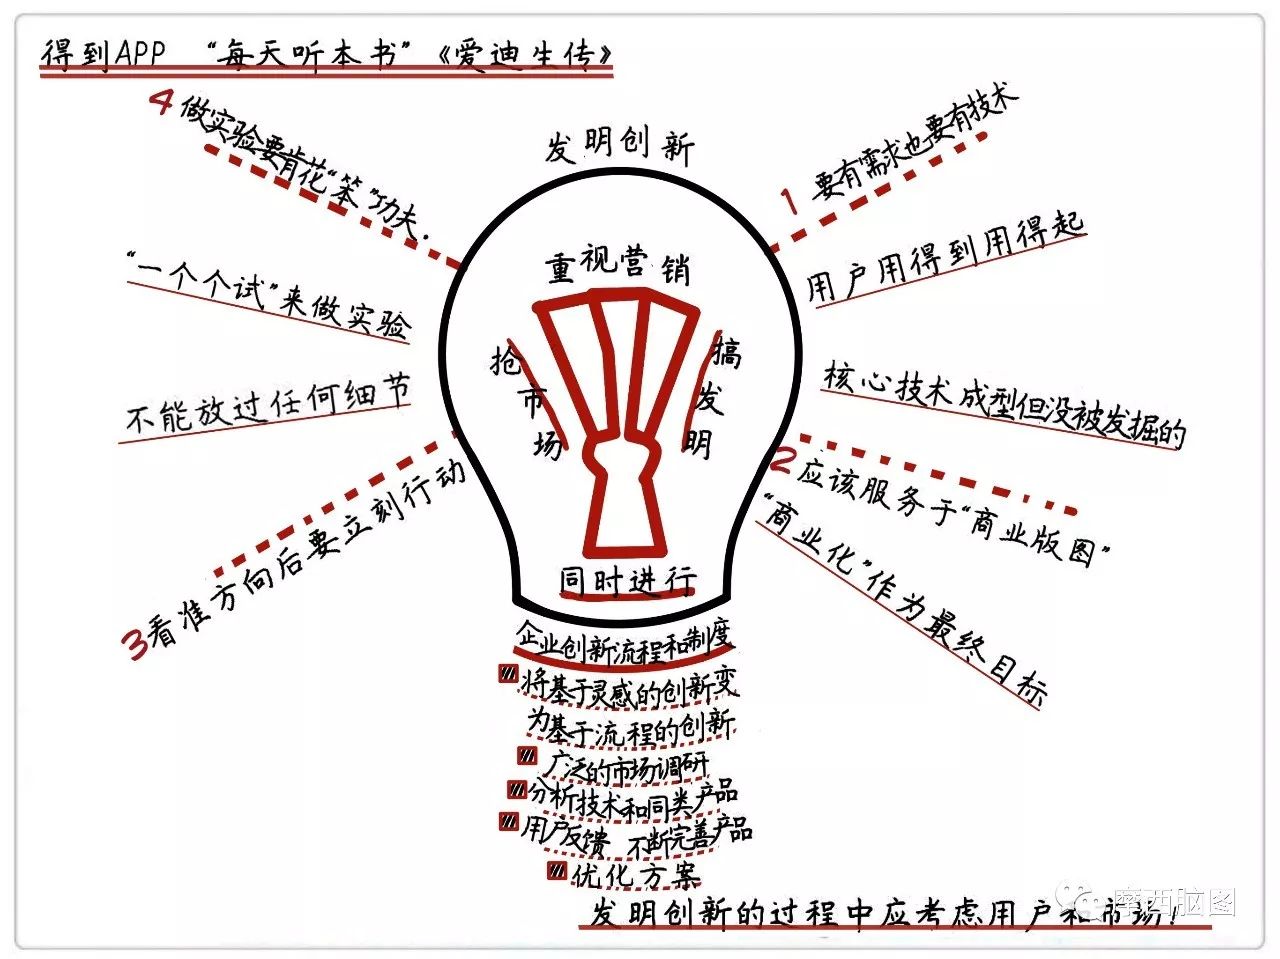 得到APP "每天听本书"《爱迪生传》
发明创新
重视营销
抢市场
搞发明
同时进行
1 要有需求也要有技术
用户用得到用得起
核心技术成型但没被发掘的
2 应该服务于"商业版图"
"商业化"作为最终目标
3 看准方向后要立刻行动
不能放过任何细节
"一个个试"来做实验
4 做实验要肯花"笨"功夫.
企业创新流程和制度
将基于灵感的创新变
为基于流程的创新
广泛的市场调研
分析技术和同类产品
用户反馈 不断完善产品
优化方案
发明创新的过程中应考虑用户和市场!
摩西脑图